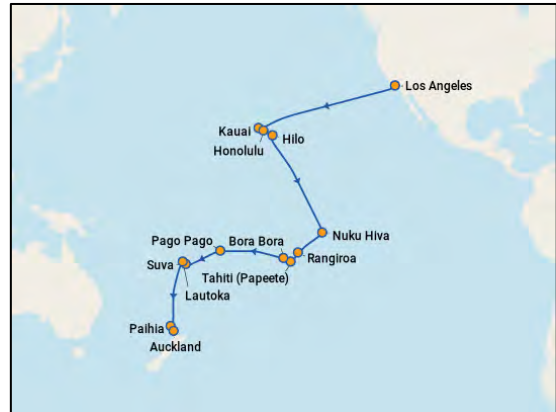 Los Angeles
Kauai
Honolulu
Hilo
Nuku Hiva
Pago Pago
Bora Bora
Rangiroa
Suva
Tahiti (Papeete)
Lautoka
Paihia
Auckland